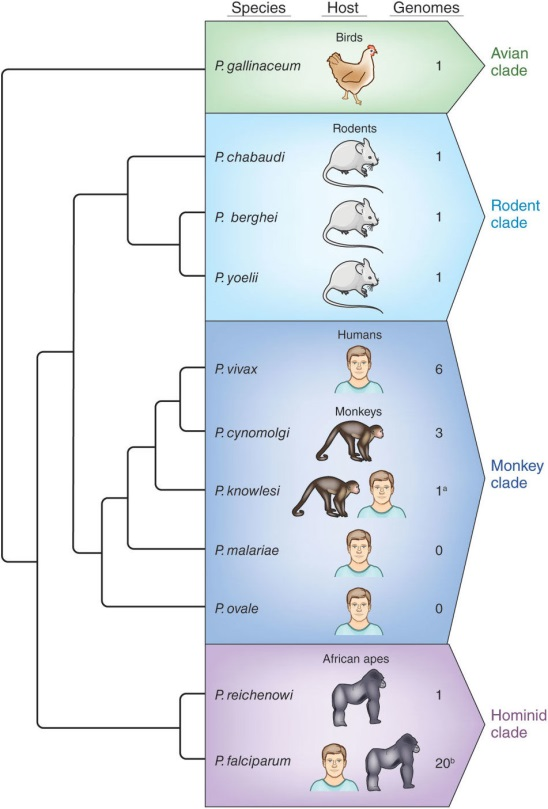 Species Host Genomes
Birds
P. gallinaceum 1
Avian
clade
Rodents
P. chabaudi 1
P. berghei 1
Rodent
clade
P. yoelii 1
Humans
P. vivax 6
Monkeys
P. cynomolgi 3
Monkey
clade
P. knowlesi 1ᵃ
P. malariae 0
P. ovale 0
African apes
P. reichenowi 1
Hominid
clade
P. falciparum 20ᵇ